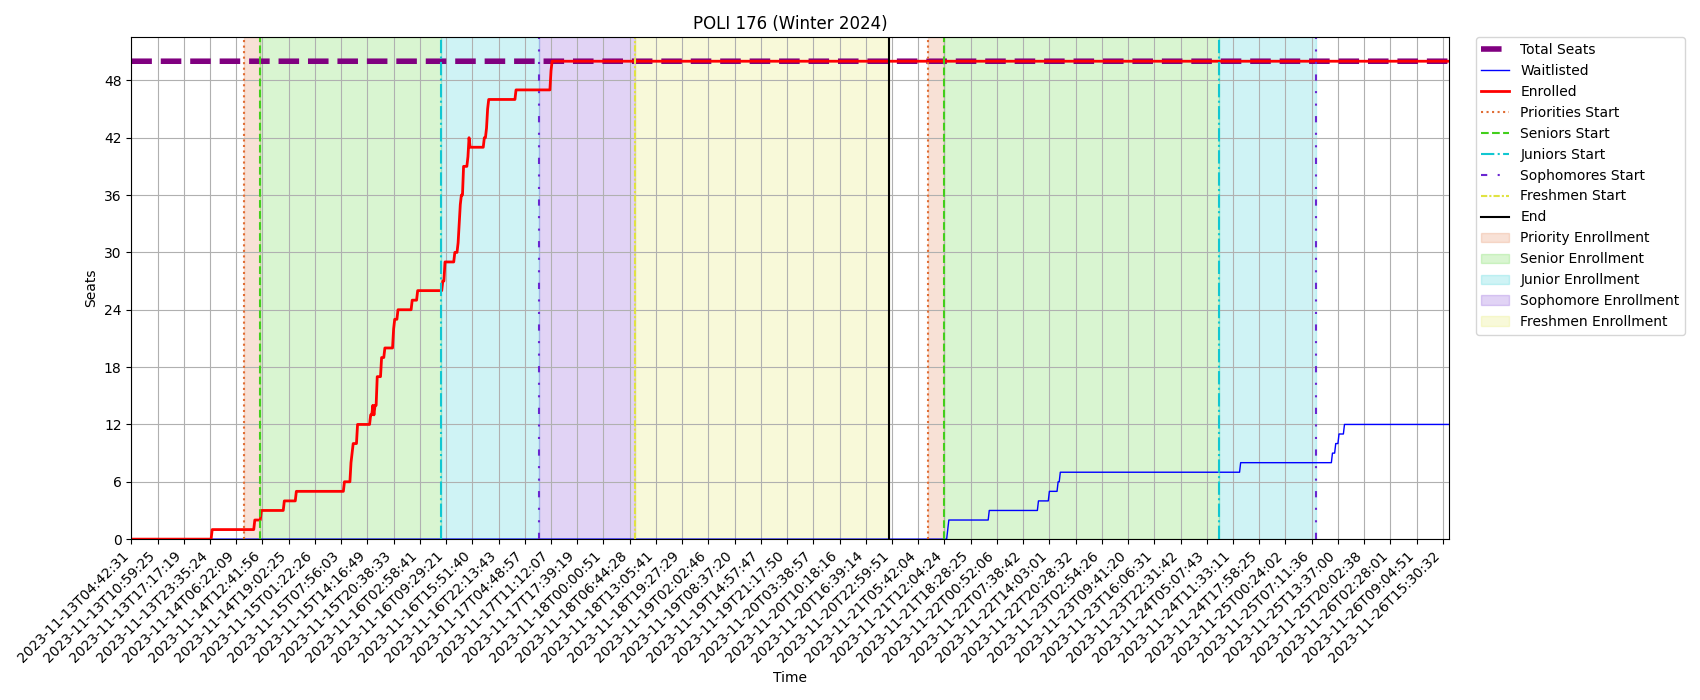 POLI 176 (Winter 2024)
Seats
48
42
36
30
24
18
12
6
0
2023-11-13T04:42:31
2023-11-13T10:59:25
2023-11-13T17:17:19
2023-11-13T23:35:24
2023-11-14T06:22:09
2023-11-14T12:41:56
2023-11-14T19:02:25
2023-11-15T01:22:26
2023-11-15T07:56:03
2023-11-15T14:16:49
2023-11-15T20:38:33
2023-11-16T02:58:41
2023-11-16T09:29:21
2023-11-16T15:51:40
2023-11-16T22:13:43
2023-11-17T04:48:57
2023-11-17T11:12:07
2023-11-17T17:39:19
2023-11-18T00:00:51
2023-11-18T06:44:28
2023-11-18T13:05:41
2023-11-18T19:27:29
2023-11-19T02:02:46
2023-11-19T08:37:20
2023-11-19T14:57:47
2023-11-19T21:17:50
2023-11-20T03:38:57
2023-11-20T10:18:16
2023-11-20T16:39:14
2023-11-20T22:59:51
2023-11-21T05:42:04
2023-11-21T12:04:24
2023-11-21T18:28:25
2023-11-22T00:52:06
2023-11-22T07:38:42
2023-11-22T14:03:01
2023-11-22T20:28:32
2023-11-23T02:54:26
2023-11-23T09:41:20
2023-11-23T16:06:31
2023-11-23T22:31:42
2023-11-24T05:07:43
2023-11-24T11:33:11
2023-11-24T17:58:25
2023-11-25T00:24:02
2023-11-25T07:11:36
2023-11-25T13:37:00
2023-11-25T20:02:38
2023-11-26T02:28:01
2023-11-26T09:04:51
2023-11-26T15:30:32
Time
Total Seats
Waitlisted
Enrolled
Priorities Start
Seniors Start
Juniors Start
Sophomores Start
Freshmen Start
End
Priority Enrollment
Senior Enrollment
Junior Enrollment
Sophomore Enrollment
Freshmen Enrollment